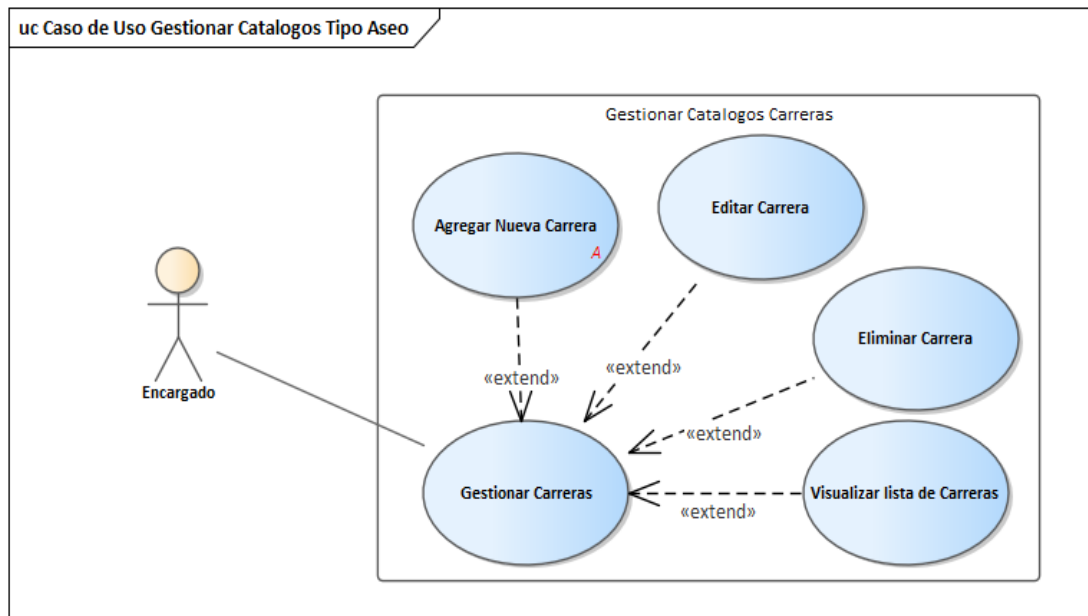 uc Caso de Uso Gestionar Catalogos Tipo Aseo
Gestionar Catalogos Carreras
Agregar Nueva Carrera
A
Editar Carrera
Eliminar Carrera
«extend»
«extend»
Encargado
«extend»
Gestionar Carreras
Visualizar lista de Carreras
«extend»